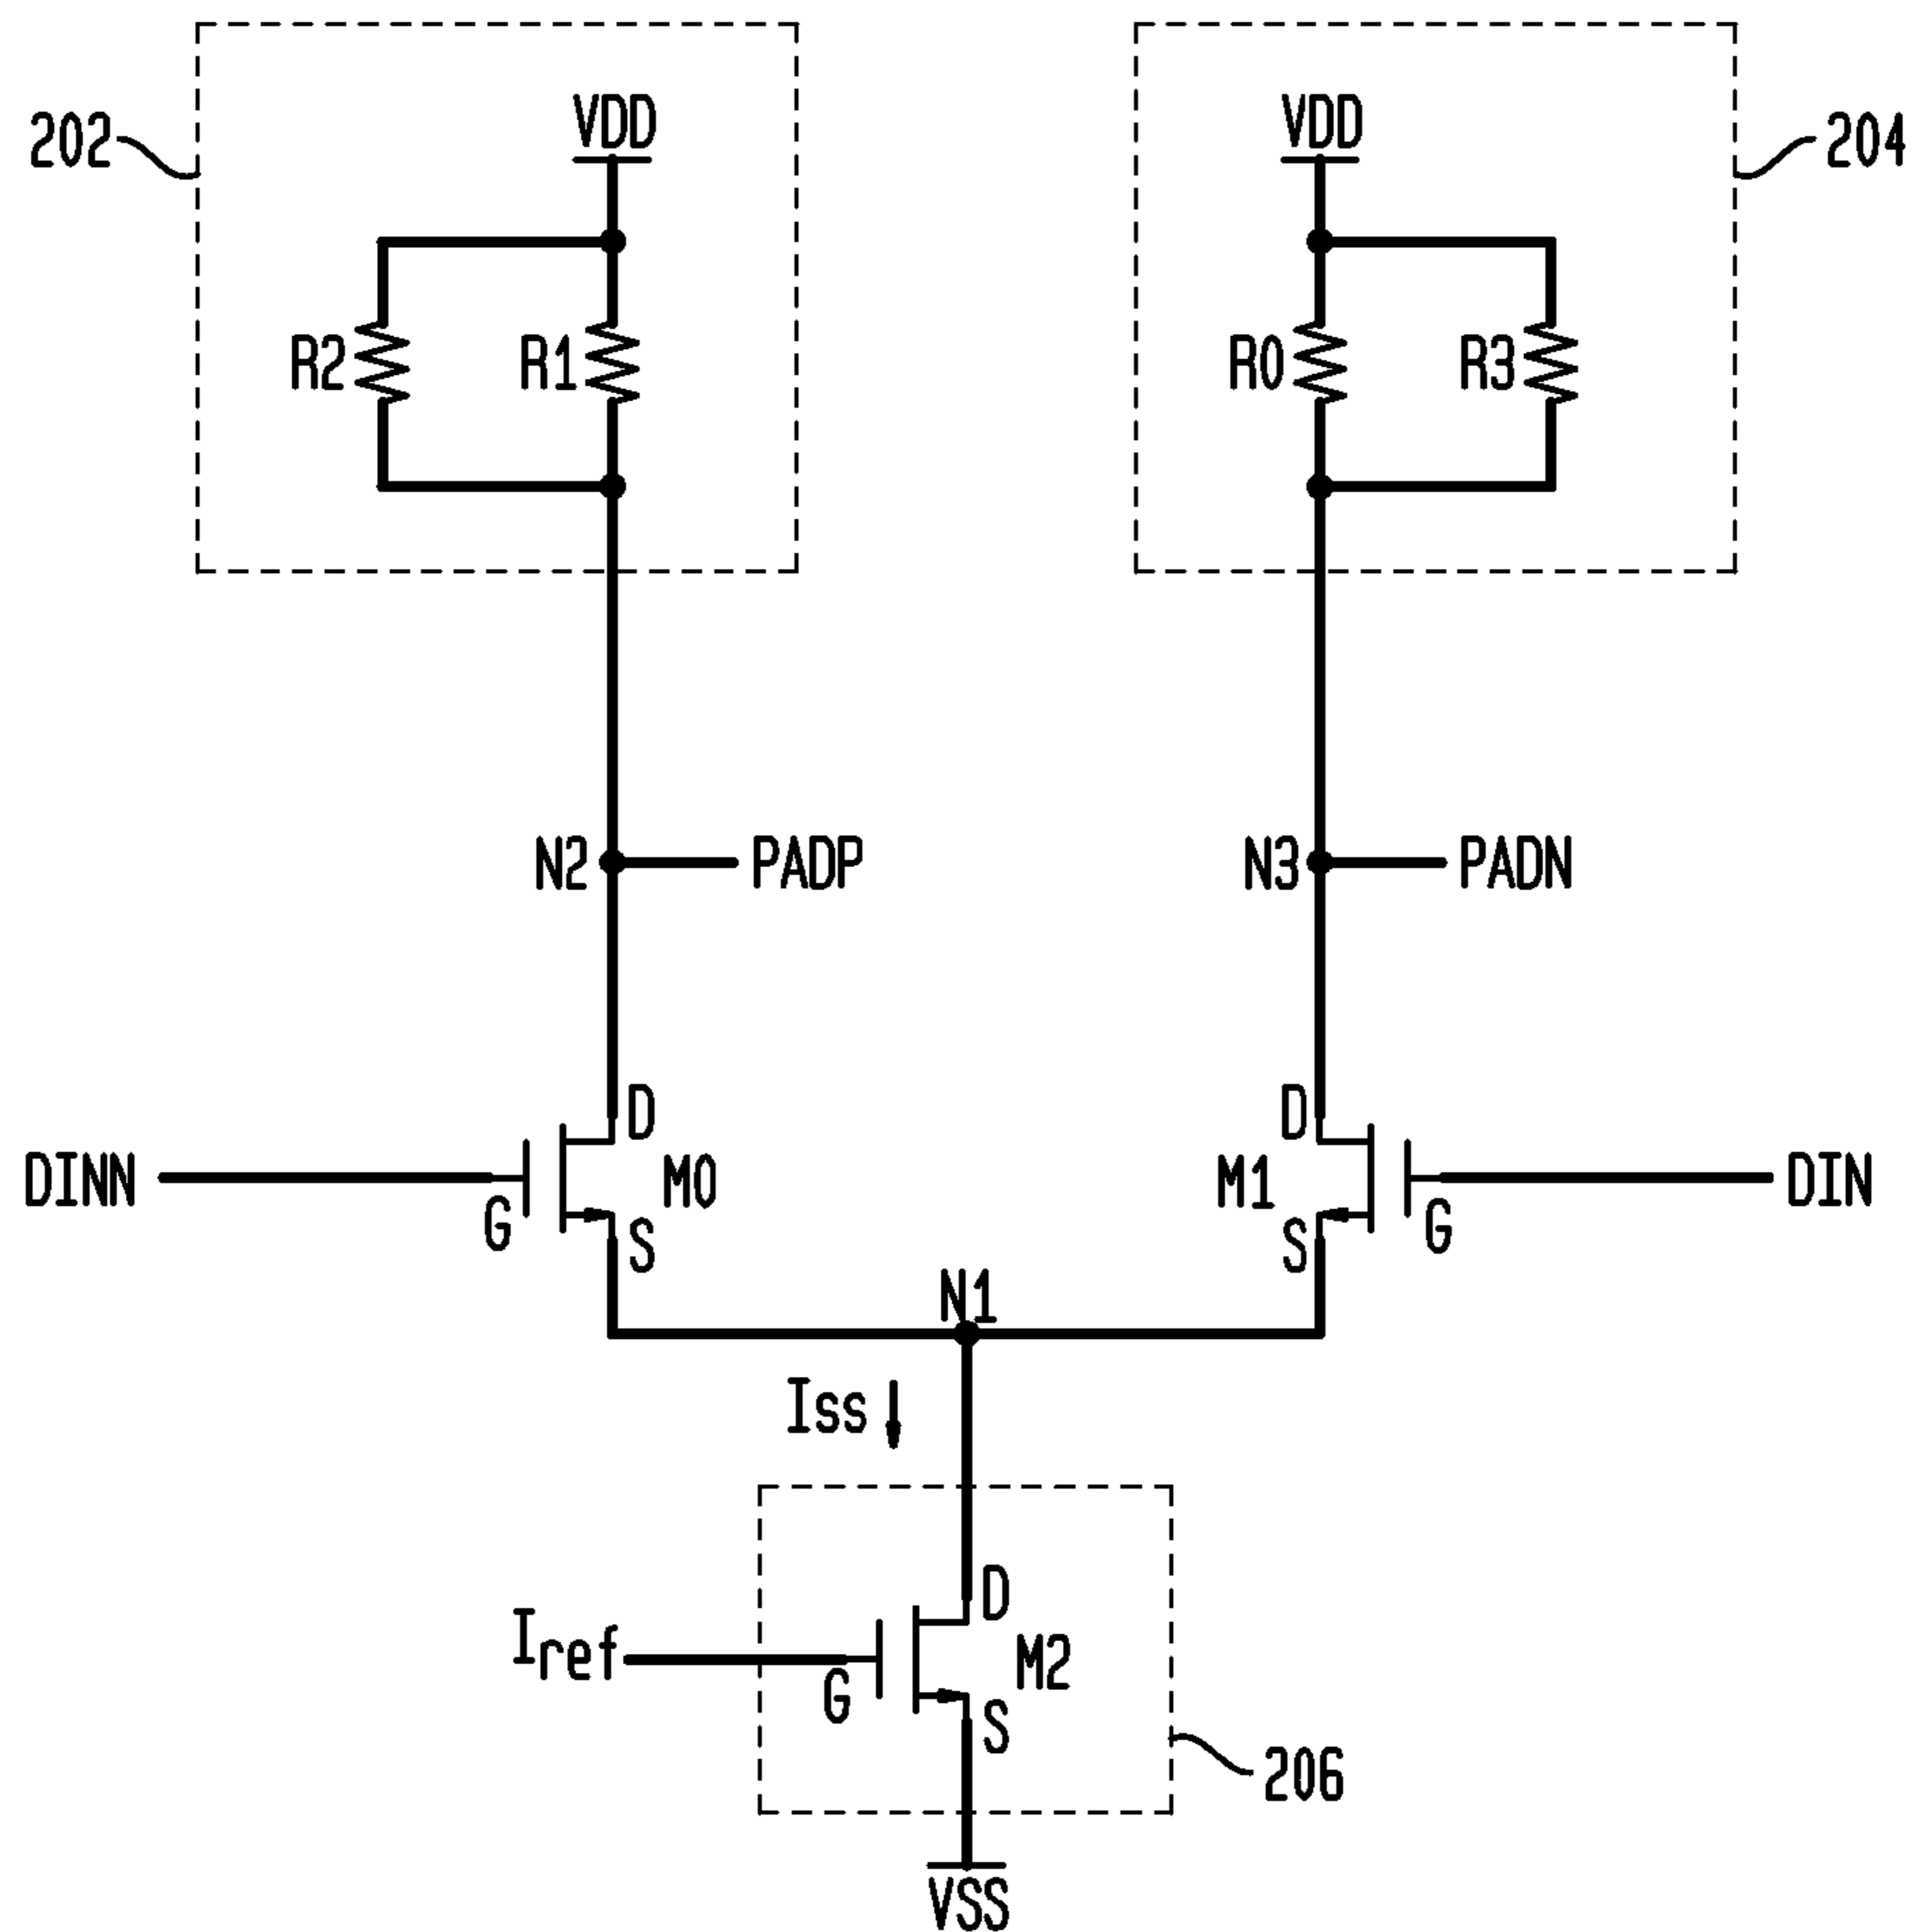 VDD
VDD
202
204
R2
R1
R0
R3
N2
PADP
N3
PADN
D
D
DINN
M0
M1
DIN
G
S
S
G
N1
Iss
D
Iref
M2
G
S
206
VSS